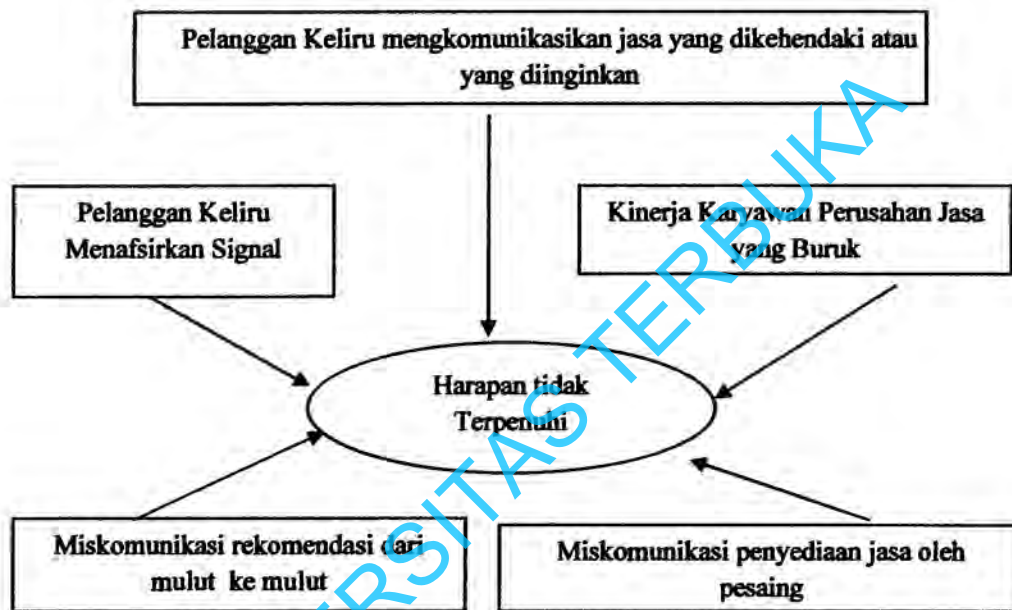 Pelanggan Keliru mengkomunikasikan jasa yang dikehendaki atau
yang diinginkan
Pelanggan Keliru
Menafsirkan Signal
Kinerja Karyawan Perusahan Jasa
yang Buruk
Harapan tidak
Terpenuhi
Miskomunikasi rekomendasi dari
mulut ke mulut
Miskomunikasi penyediaan jasa oleh
pesaing
ERSITAS TERBUKA